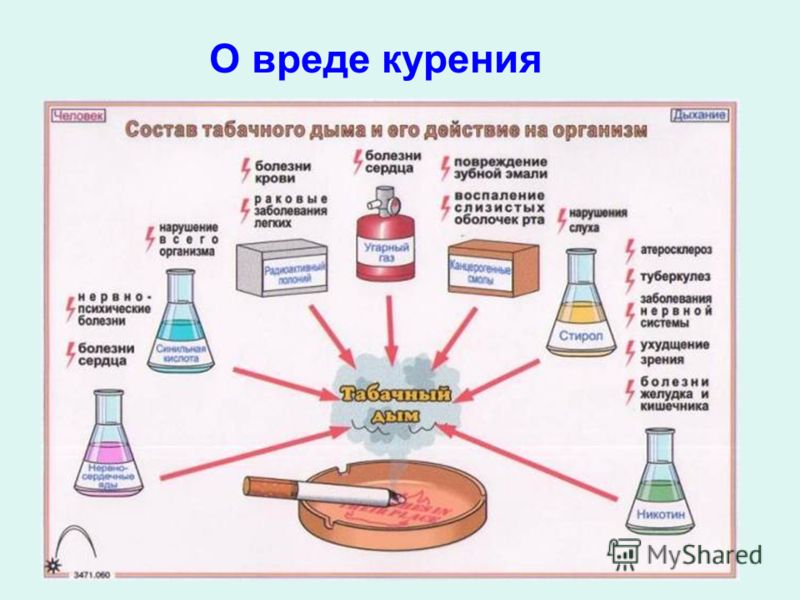 О вреде курения
Человек
Дыхание
Состав табачного дыма и его действие на организм
болезни
крови
раковые
заболевания
легких
болезни
сердца
повреждение
зубной эмали
воспаление
слизистых
оболочек рта
нарушение
всего
организма
нарушения
слуха
нервно-
психические
болезни
болезни
сердца
атеросклероз
туберкулез
заболевания
нервной
системы
ухудщение
зрения
болезни
желудка и
кишечника
Радиоактивный
полоний
Угарный
газ
Канцерогенные
смолы
Синильная
кислота
Стирол
Нервно-
сердечные
яды
Никотин
Табачный
дым
3471.060
MyShared